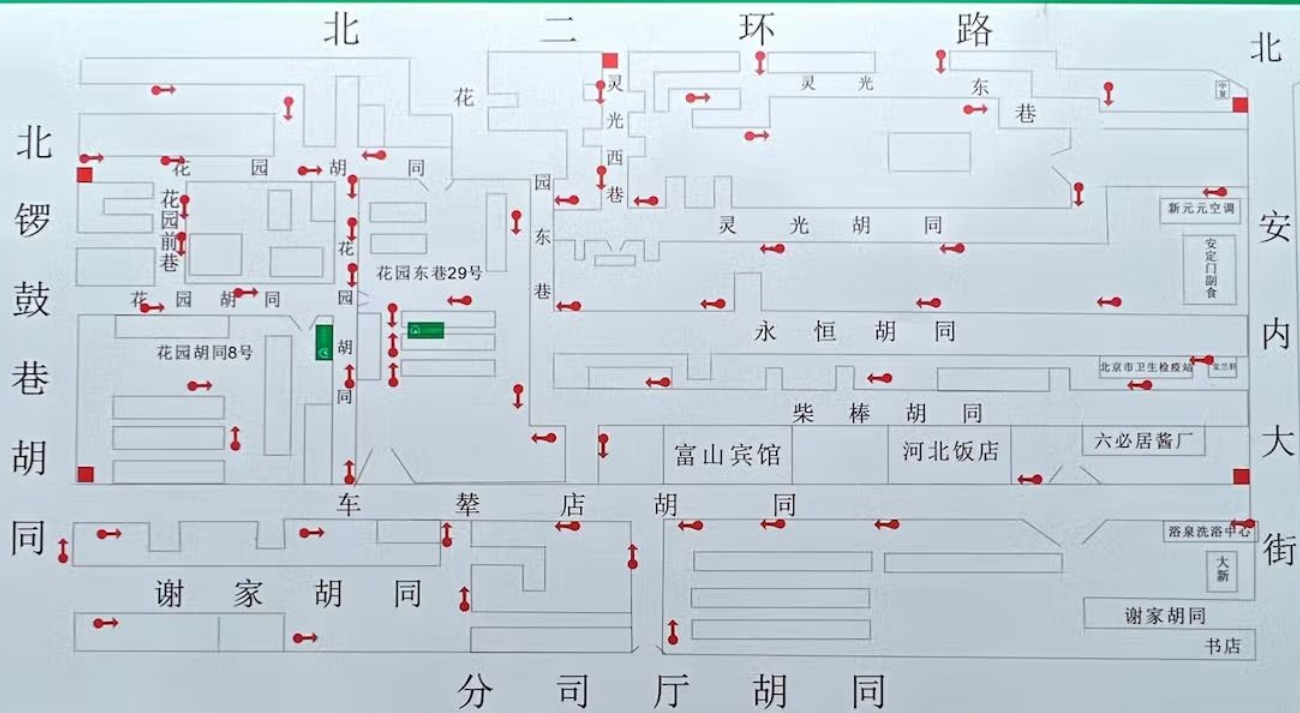 北二环路
北锣鼓巷胡同
安内大街
北
花园东巷
灵光西巷
灵光东巷
中复
花园胡同
花园前巷
花园胡同
新元元空调
灵光胡同
安定门副食
花园东巷29号
花园胡同
永恒胡同
花园胡同8号
北京市卫生检疫站
柴棒胡同
富山宾馆
河北饭店
六必居酱厂
车辇店胡同
浴泉洗浴中心
大新
谢家胡同
谢家胡同
书店
分司厅胡同